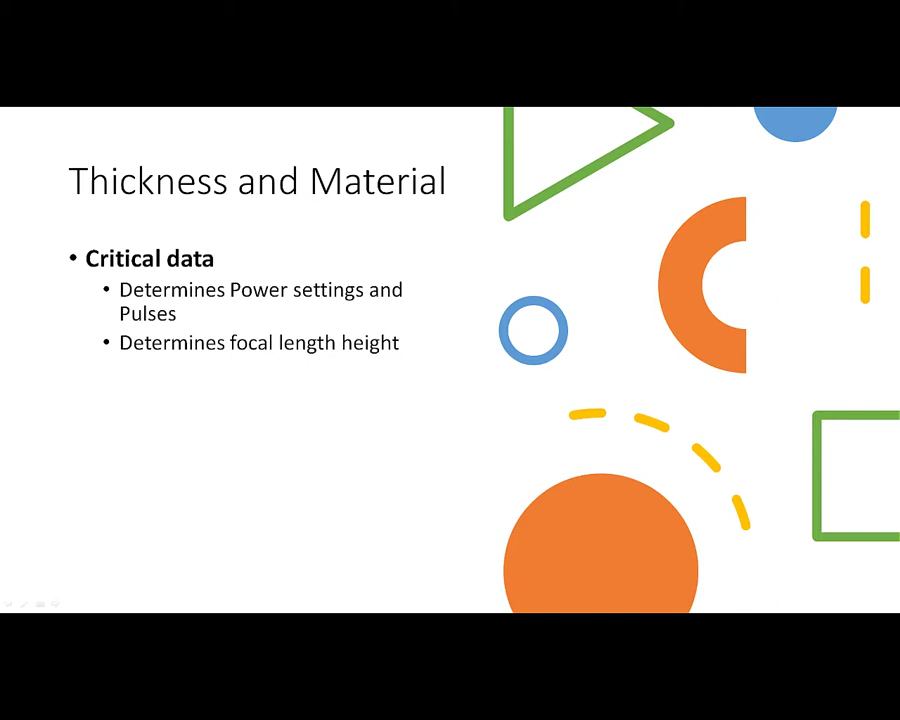 Thickness and Material
• Critical data
• Determines Power settings and
Pulses
• Determines focal length height